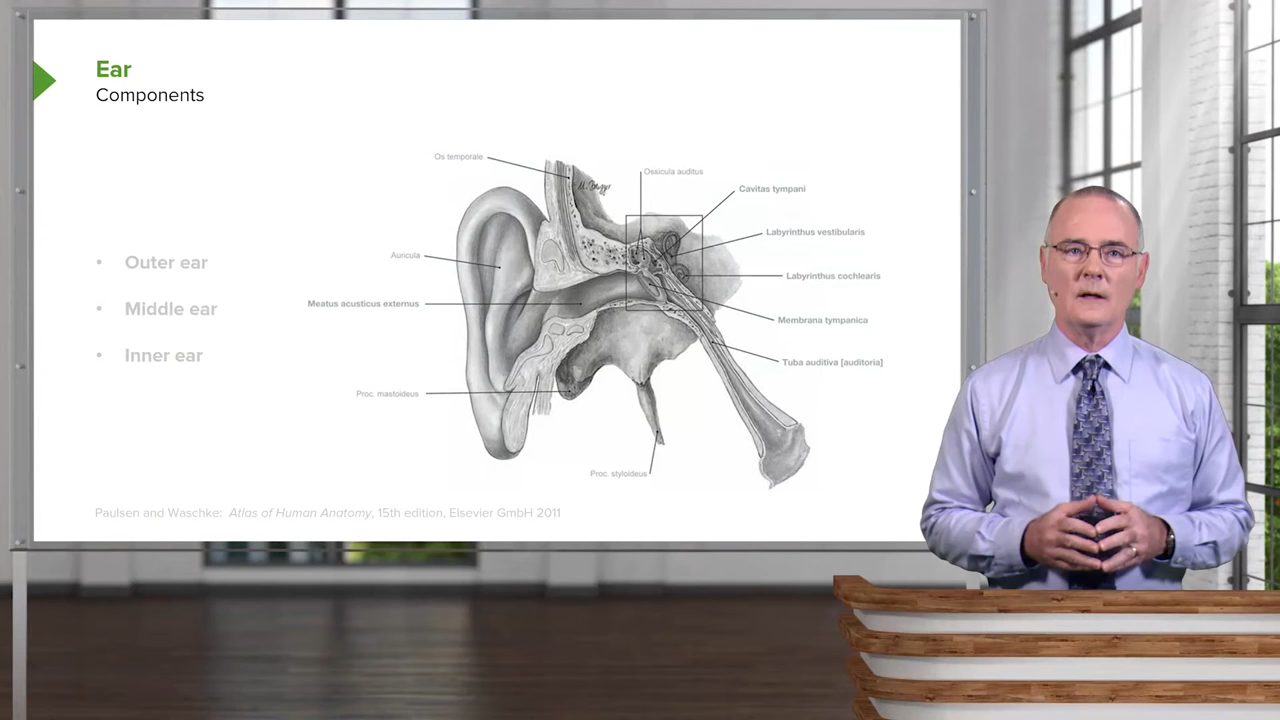 Ear
Components
Os temporale
Ossicula auditus
Cavitas tympani
Labyrinthus vestibularis
Auricula
Labyrinthus cochlearis
Meatus acusticus externus
Membrana tympanica
Tuba auditiva [auditoria]
Proc. mastoideus
Proc. styloideus
• Outer ear
• Middle ear
• Inner ear
Paulsen and Waschke: Atlas of Human Anatomy, 15th edition, Elsevier GmbH 2011